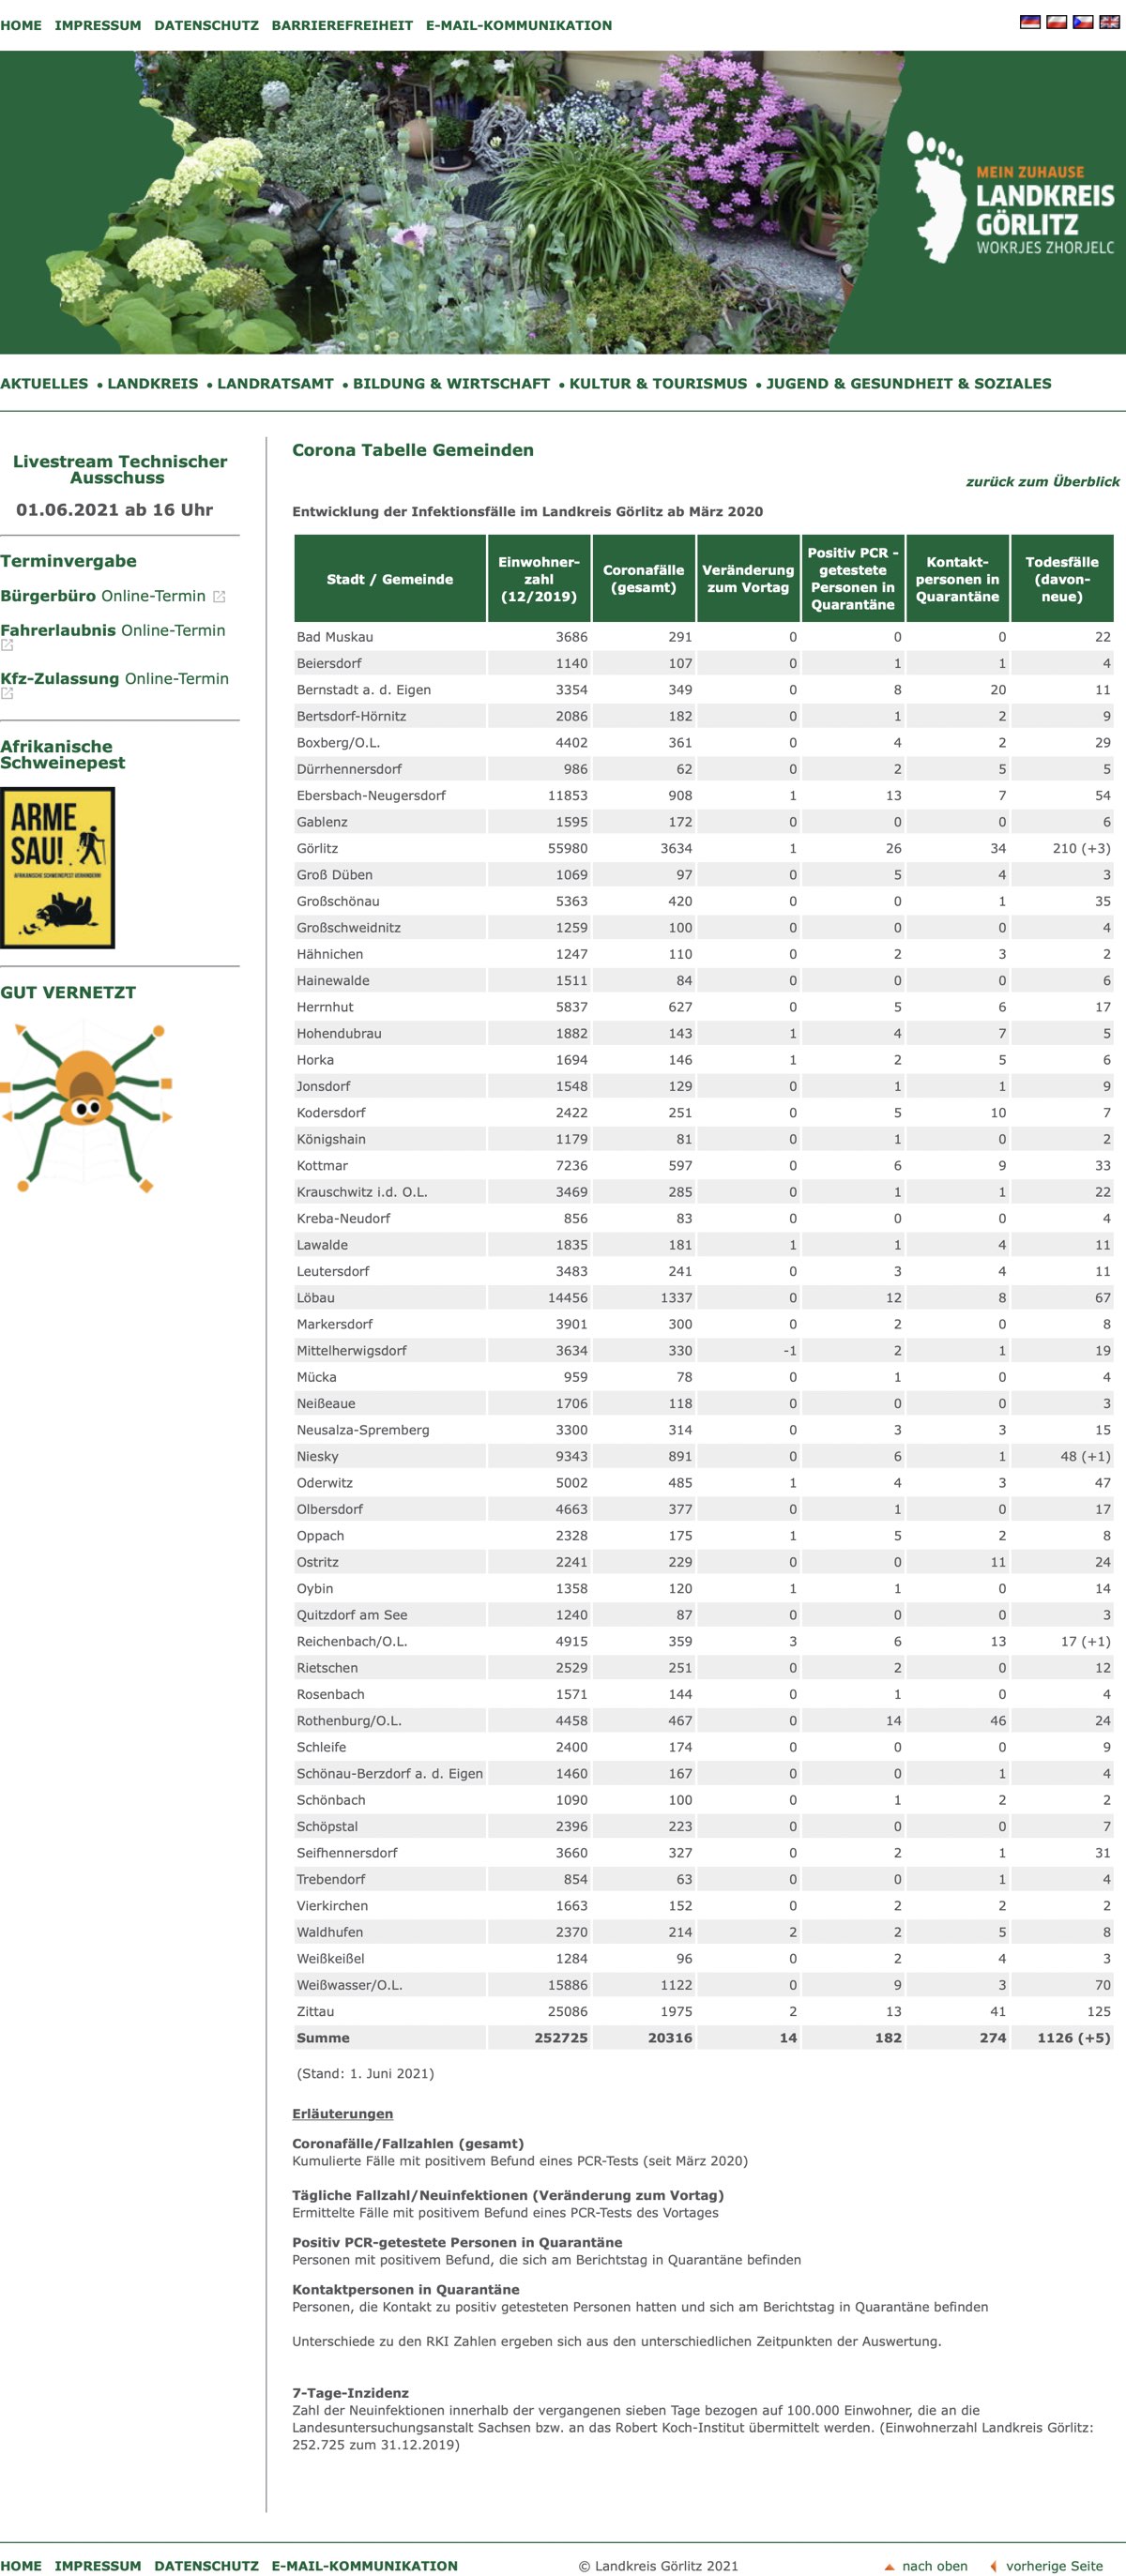 HOME IMPRESSUM DATENSCHUTZ BARRIEREFREIHEIT E-MAIL-KOMMUNIKATION
MEIN ZUHAUSE
LANDKREIS
GÖRLITZ
WOKRJES ZHORJELC
AKTUELLES • LANDKREIS • LANDRATSAMT • BILDUNG & WIRTSCHAFT • KULTUR & TOURISMUS • JUGEND & GESUNDHEIT & SOZIALES
Livestream Technischer
Ausschuss
01.06.2021 ab 16 Uhr
Terminvergabe
Bürgerbüro Online-Termin
Fahrerlaubnis Online-Termin
Kfz-Zulassung Online-Termin
Afrikanische
Schweinepest
ARME
SAU!
AFRIKANISCHE SCHWEINEPEST VERHINDERN!
GUT VERNETZT
Corona Tabelle Gemeinden
zurück zum Überblick
Entwicklung der Infektionsfälle im Landkreis Görlitz ab März 2020
Stadt / Gemeinde Einwohner-zahl (12/2019) Coronafälle (gesamt) Veränderung zum Vortag Positiv PCR - getestete Personen in Quarantäne Kontakt-personen in Quarantäne Todesfälle (davon-neue)
Bad Muskau 3686 291 0 0 0 22
Beiersdorf 1140 107 0 1 1 4
Bernstadt a. d. Eigen 3354 349 0 8 20 11
Bertsdorf-Hörnitz 2086 182 0 1 2 9
Boxberg/O.L. 4402 361 0 4 2 29
Dürrhennersdorf 986 62 0 2 5 5
Ebersbach-Neugersdorf 11853 908 1 13 7 54
Gablenz 1595 172 0 0 0 6
Görlitz 55980 3634 1 26 34 210 (+3)
Groß Düben 1069 97 0 5 4 3
Großschönau 5363 420 0 0 1 35
Großschweidnitz 1259 100 0 0 0 4
Hähnichen 1247 110 0 2 3 2
Hainewalde 1511 84 0 0 0 6
Herrnhut 5837 627 0 5 6 17
Hohendubrau 1882 143 1 4 7 5
Horka 1694 146 1 2 5 6
Jonsdorf 1548 129 0 1 1 9
Kodersdorf 2422 251 0 5 10 7
Königshain 1179 81 0 1 0 2
Kottmar 7236 597 0 6 9 33
Krauschwitz i.d. O.L. 3469 285 0 1 1 22
Kreba-Neudorf 856 83 0 0 0 4
Lawalde 1835 181 1 1 4 11
Leutersdorf 3483 241 0 3 4 11
Löbau 14456 1337 0 12 8 67
Markersdorf 3901 300 0 2 0 8
Mittelherwigsdorf 3634 330 -1 2 1 19
Mücka 959 78 0 1 0 4
Neißeaue 1706 118 0 0 0 3
Neusalza-Spremberg 3300 314 0 3 3 15
Niesky 9343 891 0 6 1 48 (+1)
Oderwitz 5002 485 1 4 3 47
Olbersdorf 4663 377 0 1 0 17
Oppach 2328 175 1 5 2 8
Ostritz 2241 229 0 0 11 24
Oybin 1358 120 1 1 0 14
Quitzdorf am See 1240 87 0 0 0 3
Reichenbach/O.L. 4915 359 3 6 13 17 (+1)
Rietschen 2529 251 0 2 0 12
Rosenbach 1571 144 0 1 0 4
Rothenburg/O.L. 4458 467 0 14 46 24
Schleife 2400 174 0 0 0 9
Schönau-Berzdorf a. d. Eigen 1460 167 0 0 1 4
Schönbach 1090 100 0 1 2 2
Schöpstal 2396 223 0 0 0 7
Seifhennersdorf 3660 327 0 2 1 31
Trebendorf 854 63 0 0 1 4
Vierkirchen 1663 152 0 2 2 2
Waldhufen 2370 214 2 2 5 8
Weißkeißel 1284 96 0 2 4 3
Weißwasser/O.L. 15886 1122 0 9 3 70
Zittau 25086 1975 2 13 41 125
Summe 252725 20316 14 182 274 1126 (+5)
(Stand: 1. Juni 2021)
Erläuterungen
Coronafälle/Fallzahlen (gesamt)
Kumulierte Fälle mit positivem Befund eines PCR-Tests (seit März 2020)
Tägliche Fallzahl/Neuinfektionen (Veränderung zum Vortag)
Ermittelte Fälle mit positivem Befund eines PCR-Tests des Vortages
Positiv PCR-getestete Personen in Quarantäne
Personen mit positivem Befund, die sich am Berichtstag in Quarantäne befinden
Kontaktpersonen in Quarantäne
Personen, die Kontakt zu positiv getesteten Personen hatten und sich am Berichtstag in Quarantäne befinden
Unterschiede zu den RKI Zahlen ergeben sich aus den unterschiedlichen Zeitpunkten der Auswertung.
7-Tage-Inzidenz
Zahl der Neuinfektionen innerhalb der vergangenen sieben Tage bezogen auf 100.000 Einwohner, die an die
Landesuntersuchungsanstalt Sachsen bzw. an das Robert Koch-Institut übermittelt werden. (Einwohnerzahl Landkreis Görlitz:
252.725 zum 31.12.2019)
HOME IMPRESSUM DATENSCHUTZ E-MAIL-KOMMUNIKATION © Landkreis Görlitz 2021 nach oben vorherige Seite